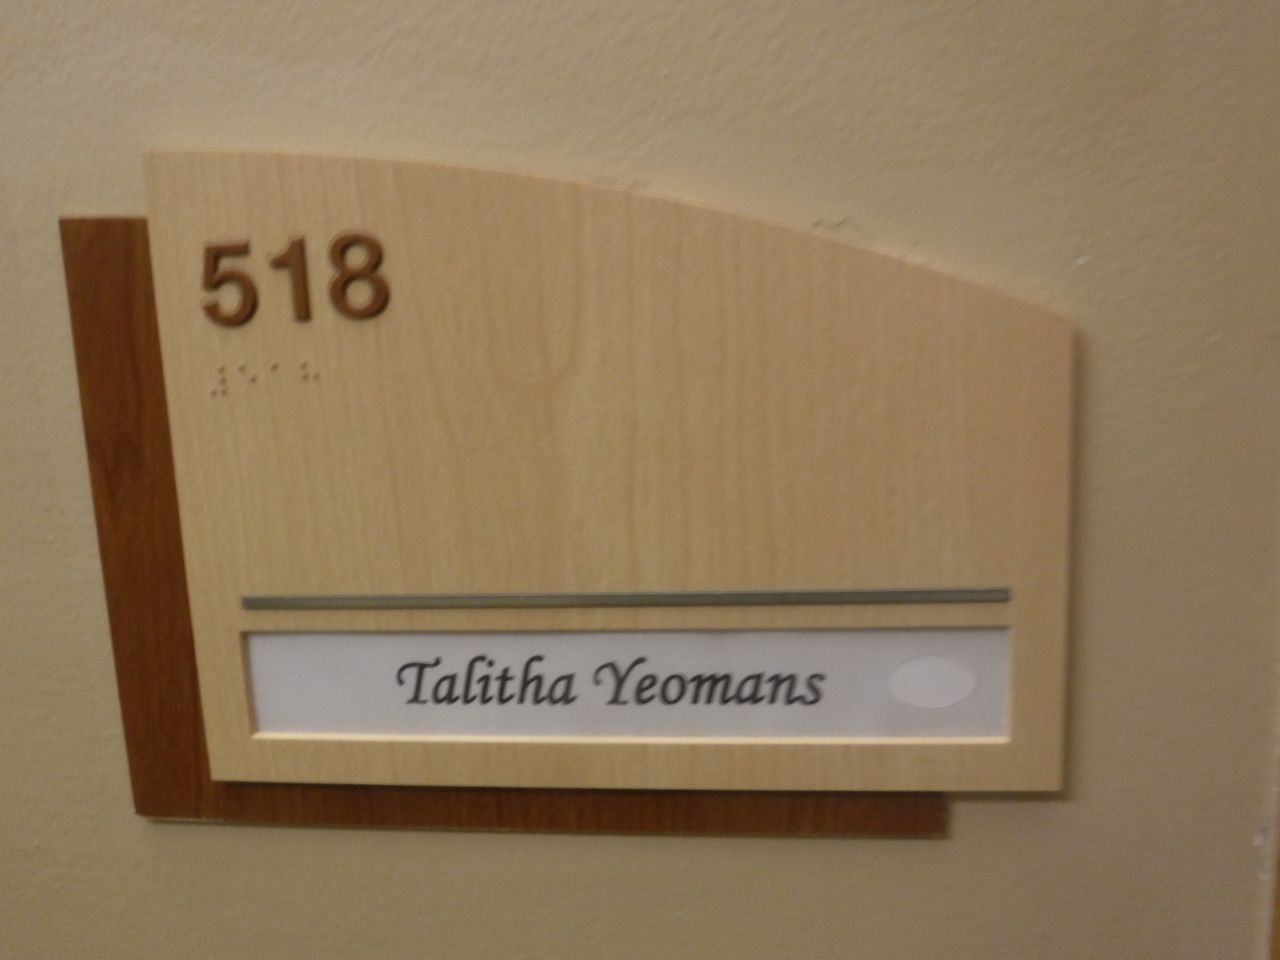 518
⠼⠑⠁⠓
Talitha Yeomans